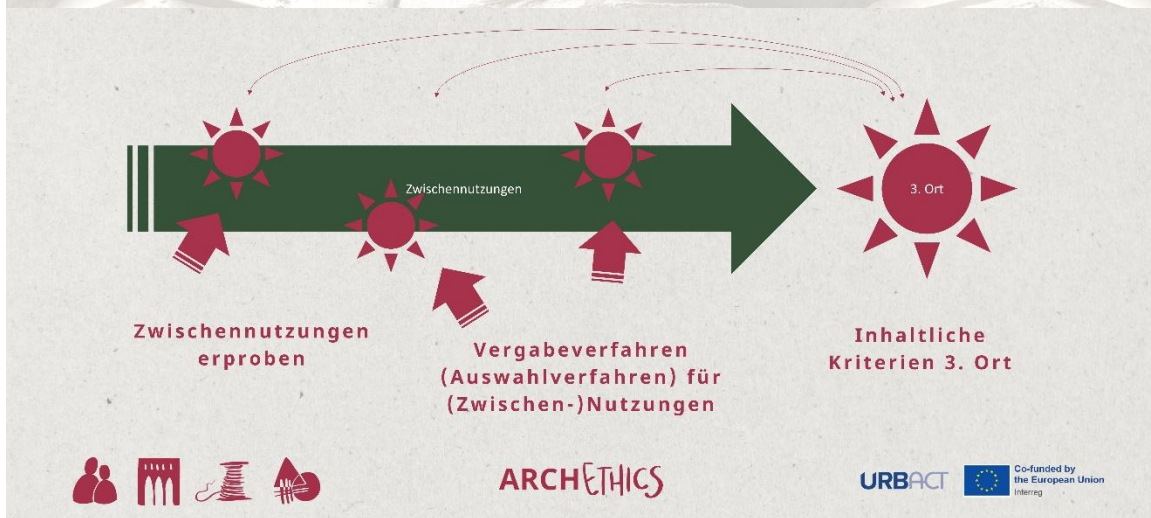 Zwischennutzungen
3. Ort
Zwischennutzungen
erproben
Vergabeverfahren
(Auswahlverfahren) für
(Zwischen-)Nutzungen
Inhaltliche
Kriterien 3. Ort
ARCHETHICS
URBACT
Co-funded by
the European Union
Interreg